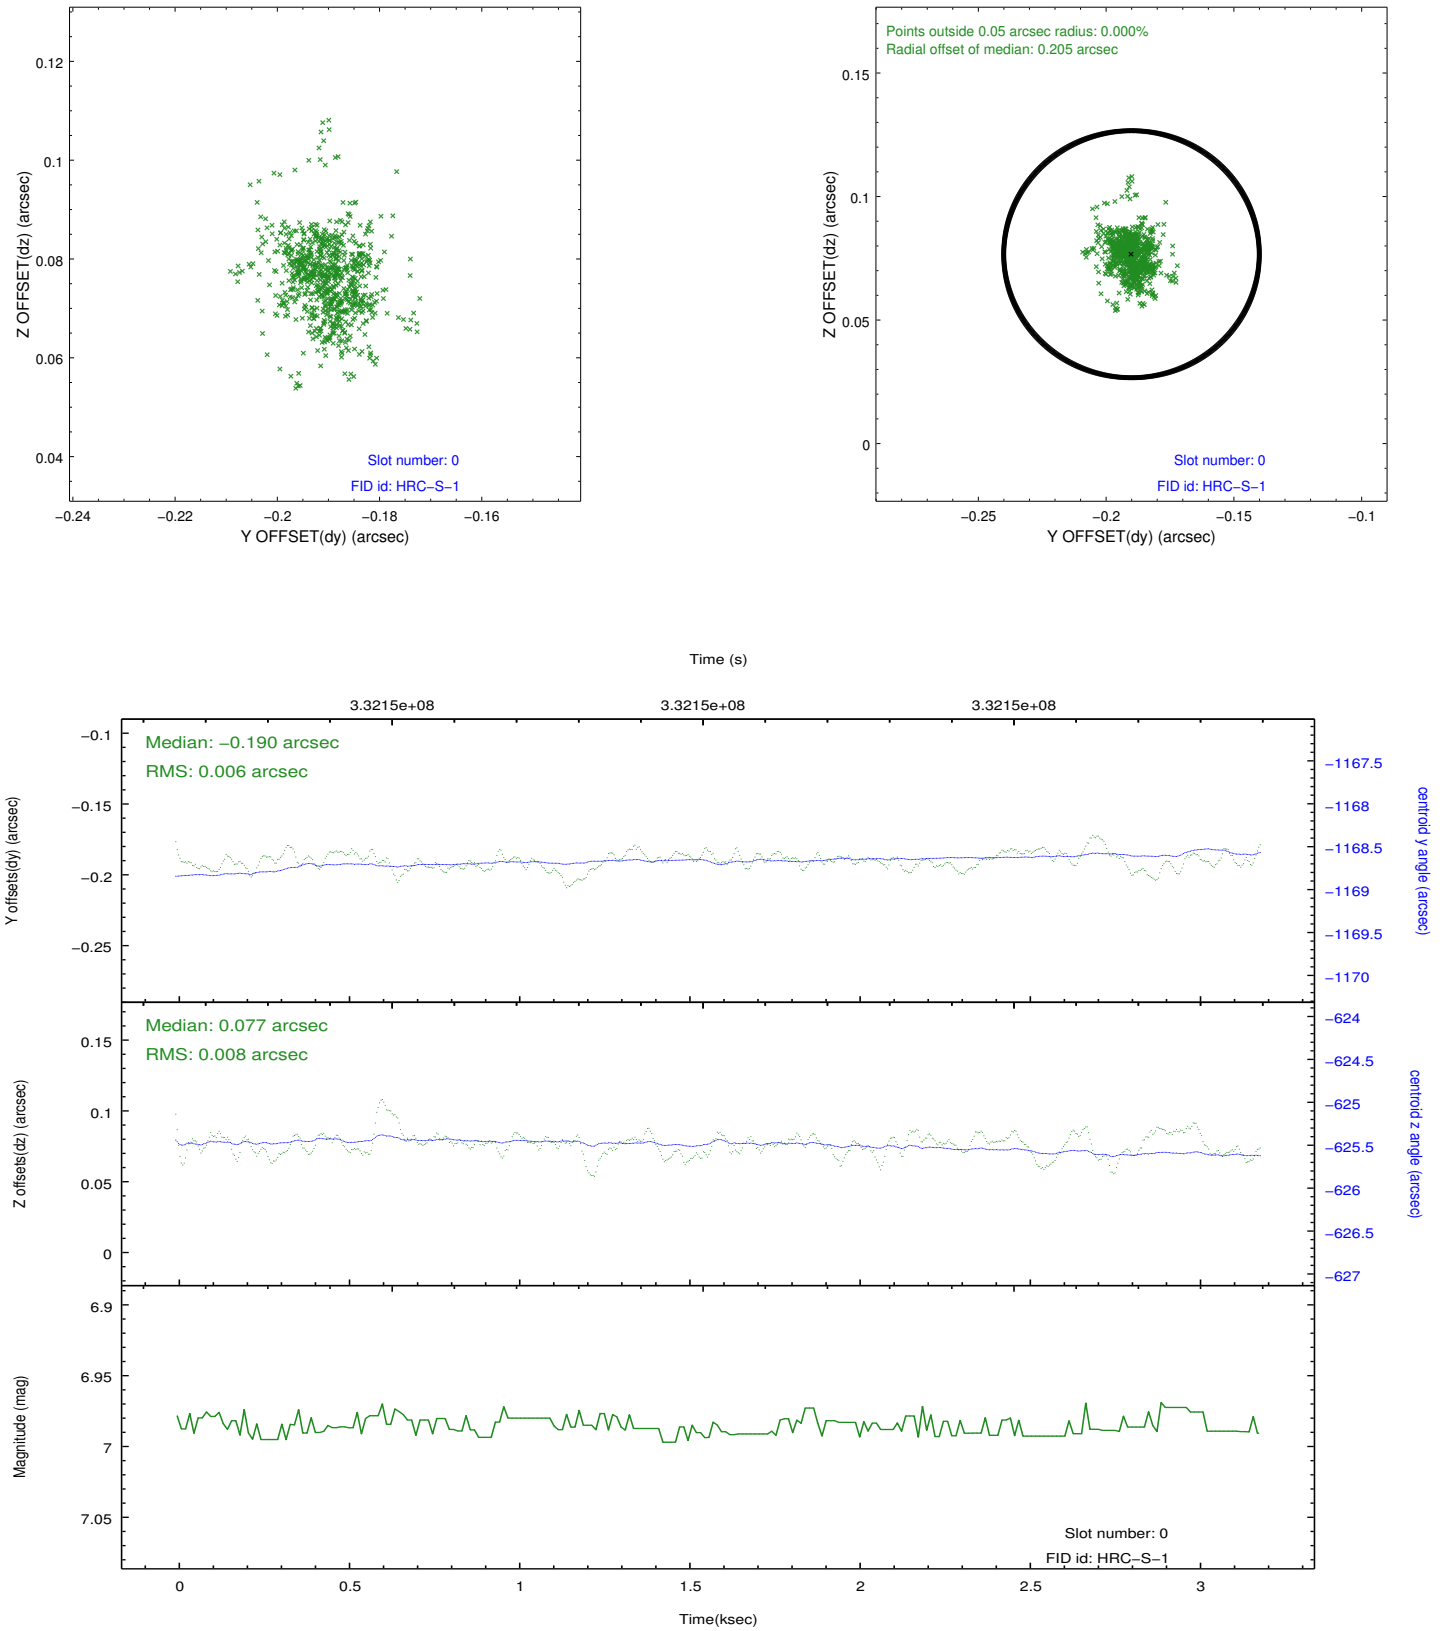 0.12
0.1
0.08
0.06
0.04
Z OFFSET(dz) (arcsec)
Slot number: 0
FID id: HRC−S−1
−0.24 −0.22 −0.2 −0.18 −0.16
Y OFFSET(dy) (arcsec)
Points outside 0.05 arcsec radius: 0.000%
Radial offset of median: 0.205 arcsec
0.15
0.1
0.05
0
Z OFFSET(dz) (arcsec)
Slot number: 0
FID id: HRC−S−1
−0.25 −0.2 −0.15 −0.1
Y OFFSET(dy) (arcsec)
Time (s)
3.3215e+08 3.3215e+08 3.3215e+08
Median: −0.190 arcsec
RMS: 0.006 arcsec
−0.1
−0.15
−0.2
−0.25
Y offsets(dy) (arcsec)
−1167.5
−1168
−1168.5
−1169
−1169.5
−1170
centroid y angle (arcsec)
Median: 0.077 arcsec
RMS: 0.008 arcsec
0.15
0.1
0.05
0
Z offsets(dz) (arcsec)
−624
−624.5
−625
−625.5
−626
−626.5
−627
centroid z angle (arcsec)
6.9
6.95
7
7.05
Magnitude (mag)
Slot number: 0
FID id: HRC−S−1
0 0.5 1 1.5 2 2.5 3
Time(ksec)